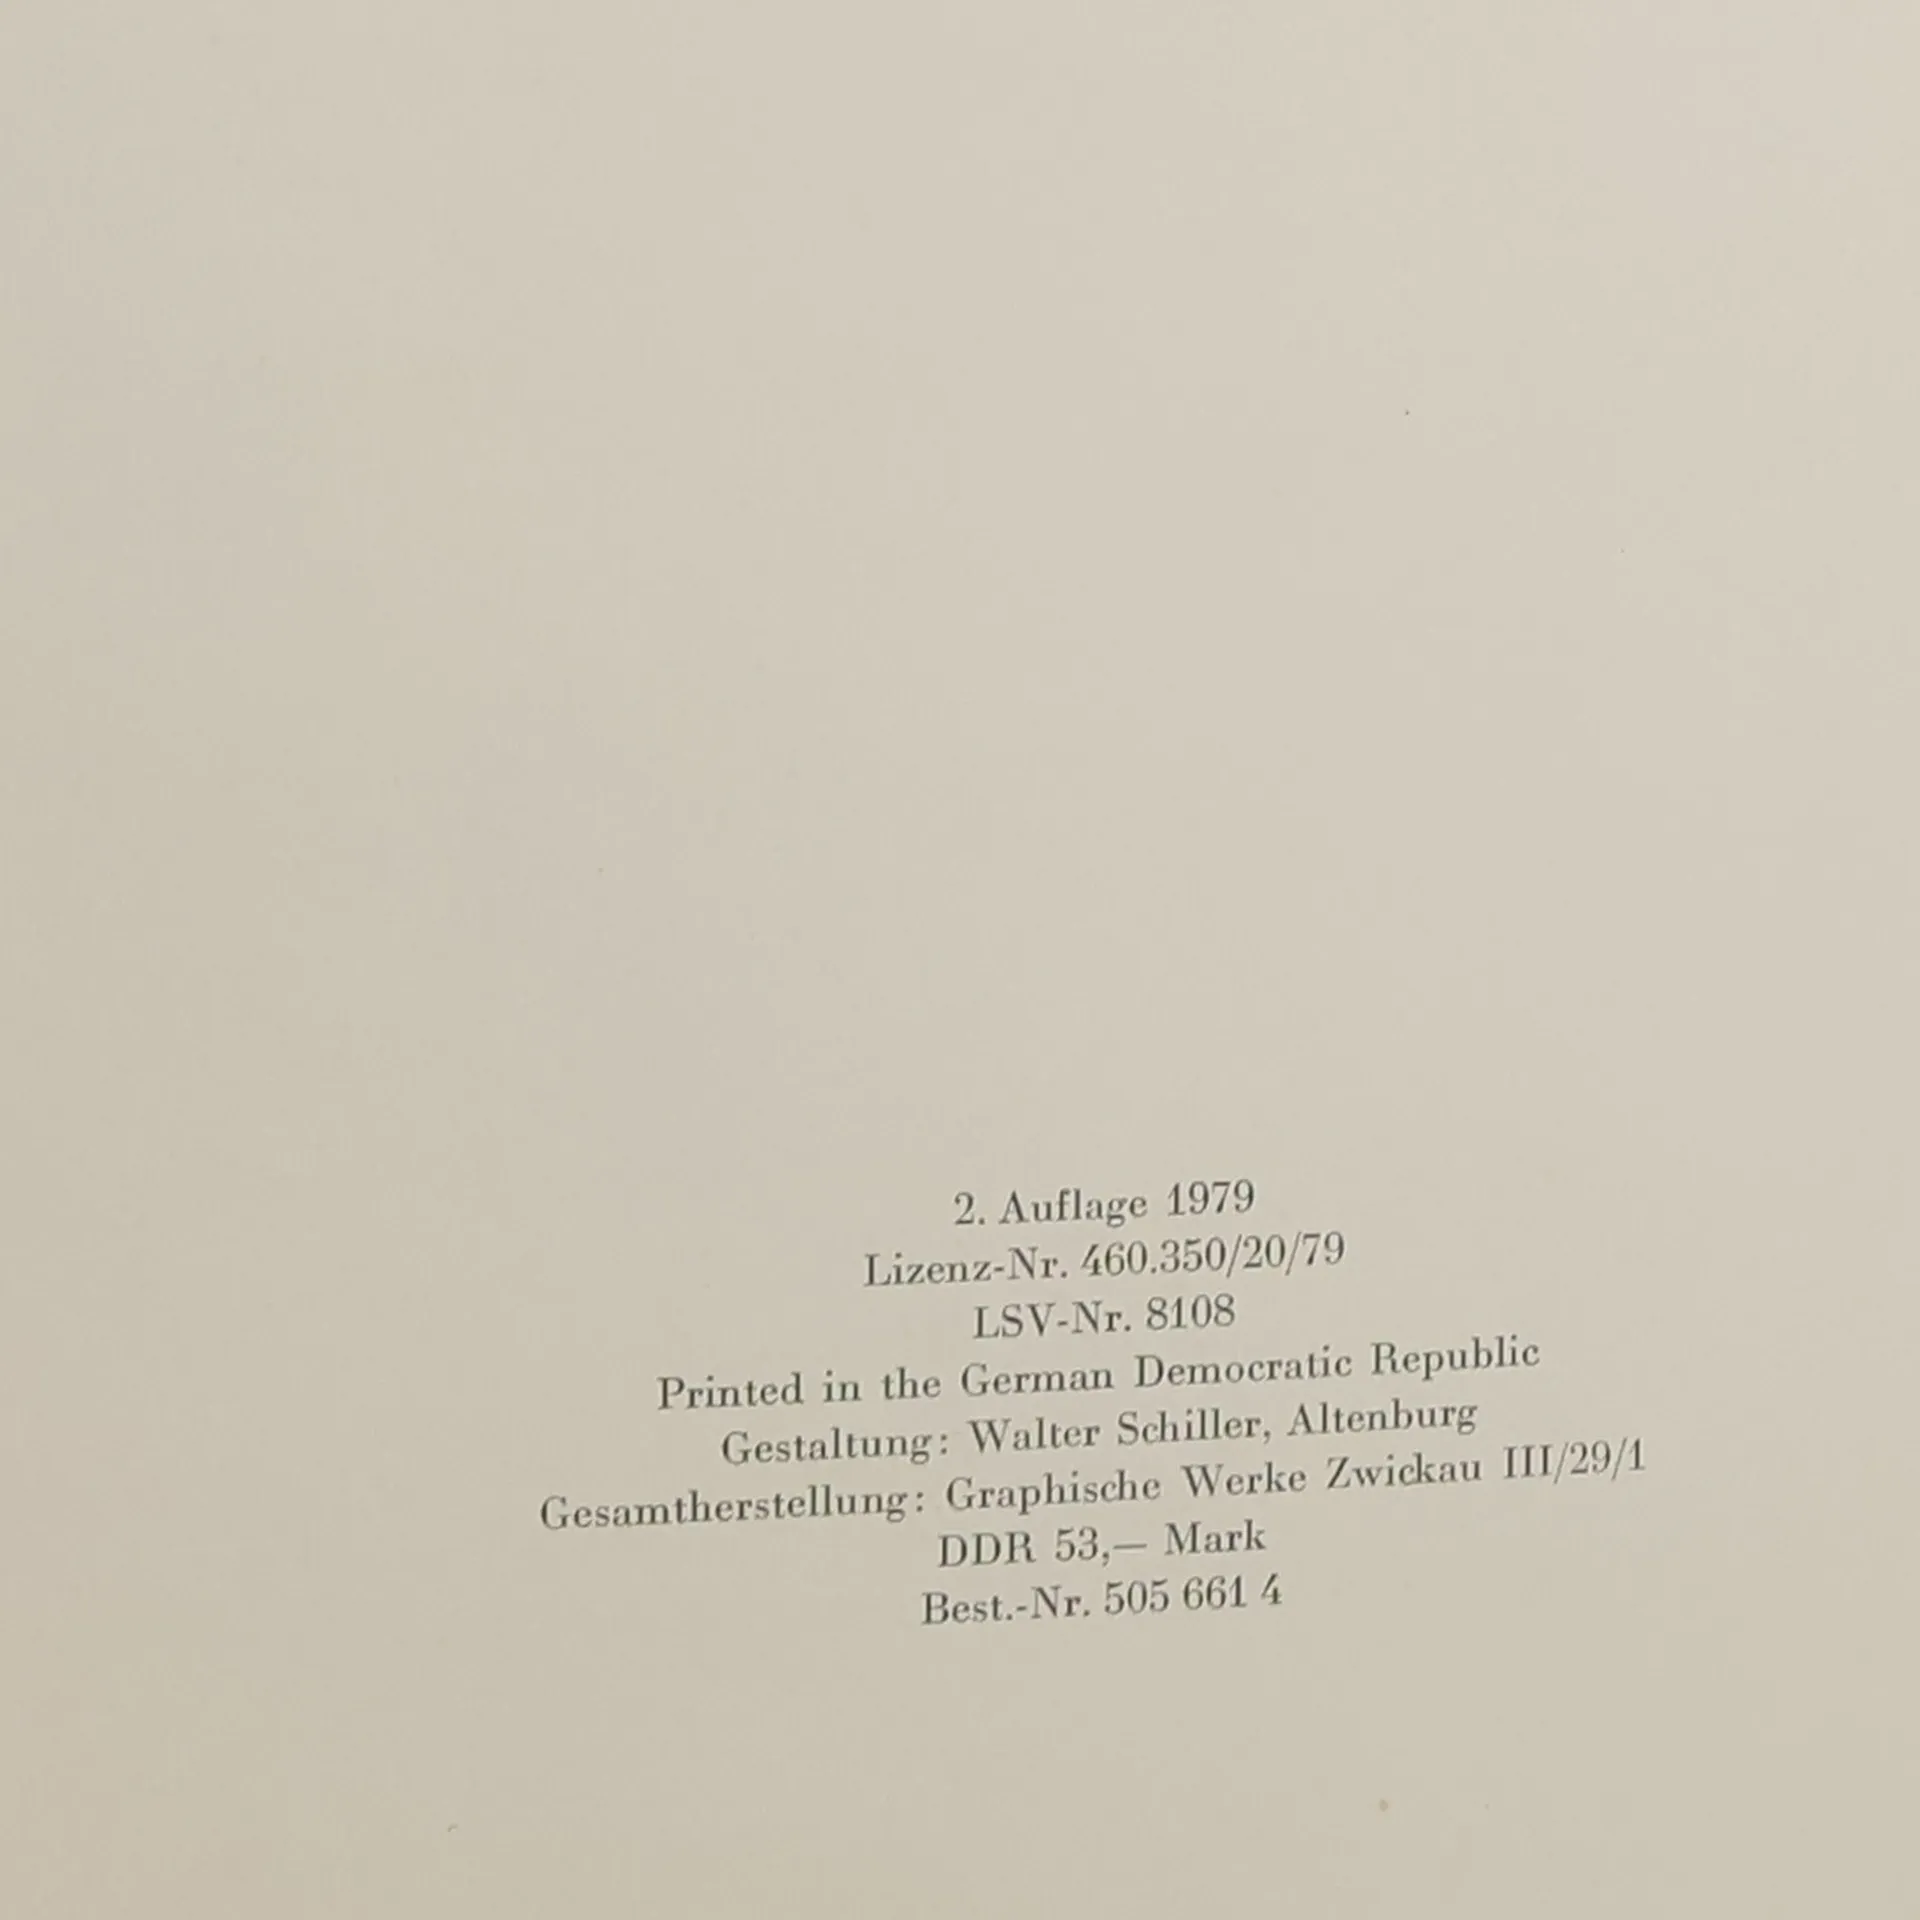 2. Auflage 1979
Lizenz-Nr. 460.350/20/79
LSV-Nr. 8108
Printed in the German Democratic Republic
Gestaltung: Walter Schiller, Altenburg
Gesamtherstellung: Graphische Werke Zwickau III/29/1
DDR 53,— Mark
Best.-Nr. 505 661 4